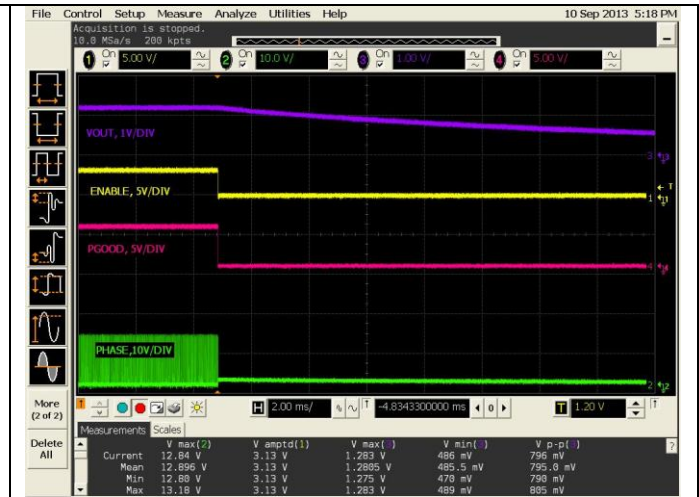 File Control Setup Measure Analyze Utilities Help 10 Sep 2013 5:18 PM
Acquisition is stopped.
10.0 MSa/s 200 kpts
1 On 5.00 V/ 2 On 10.0 V/ 3 On 1.00 V/ 4 On 5.00 V/
VOUT, 1V/DIV
ENABLE, 5V/DIV
PGOOD, 5V/DIV
PHASE,10V/DIV
More
(2 of 2)
Delete
All
H 2.00 ms/ -4.8343300000 ms 0 T 1.20 V
Measurements Scales
V max(2) V amptd(1) V max(3) V min(3) V p-p(3)
Current 12.84 V 3.13 V 1.283 V 486 mV 796 mV
Mean 12.896 V 3.13 V 1.2805 V 485.5 mV 795.0 mV
Min 12.80 V 3.13 V 1.275 V 470 mV 790 mV
Max 13.18 V 3.13 V 1.283 V 489 mV 805 mV